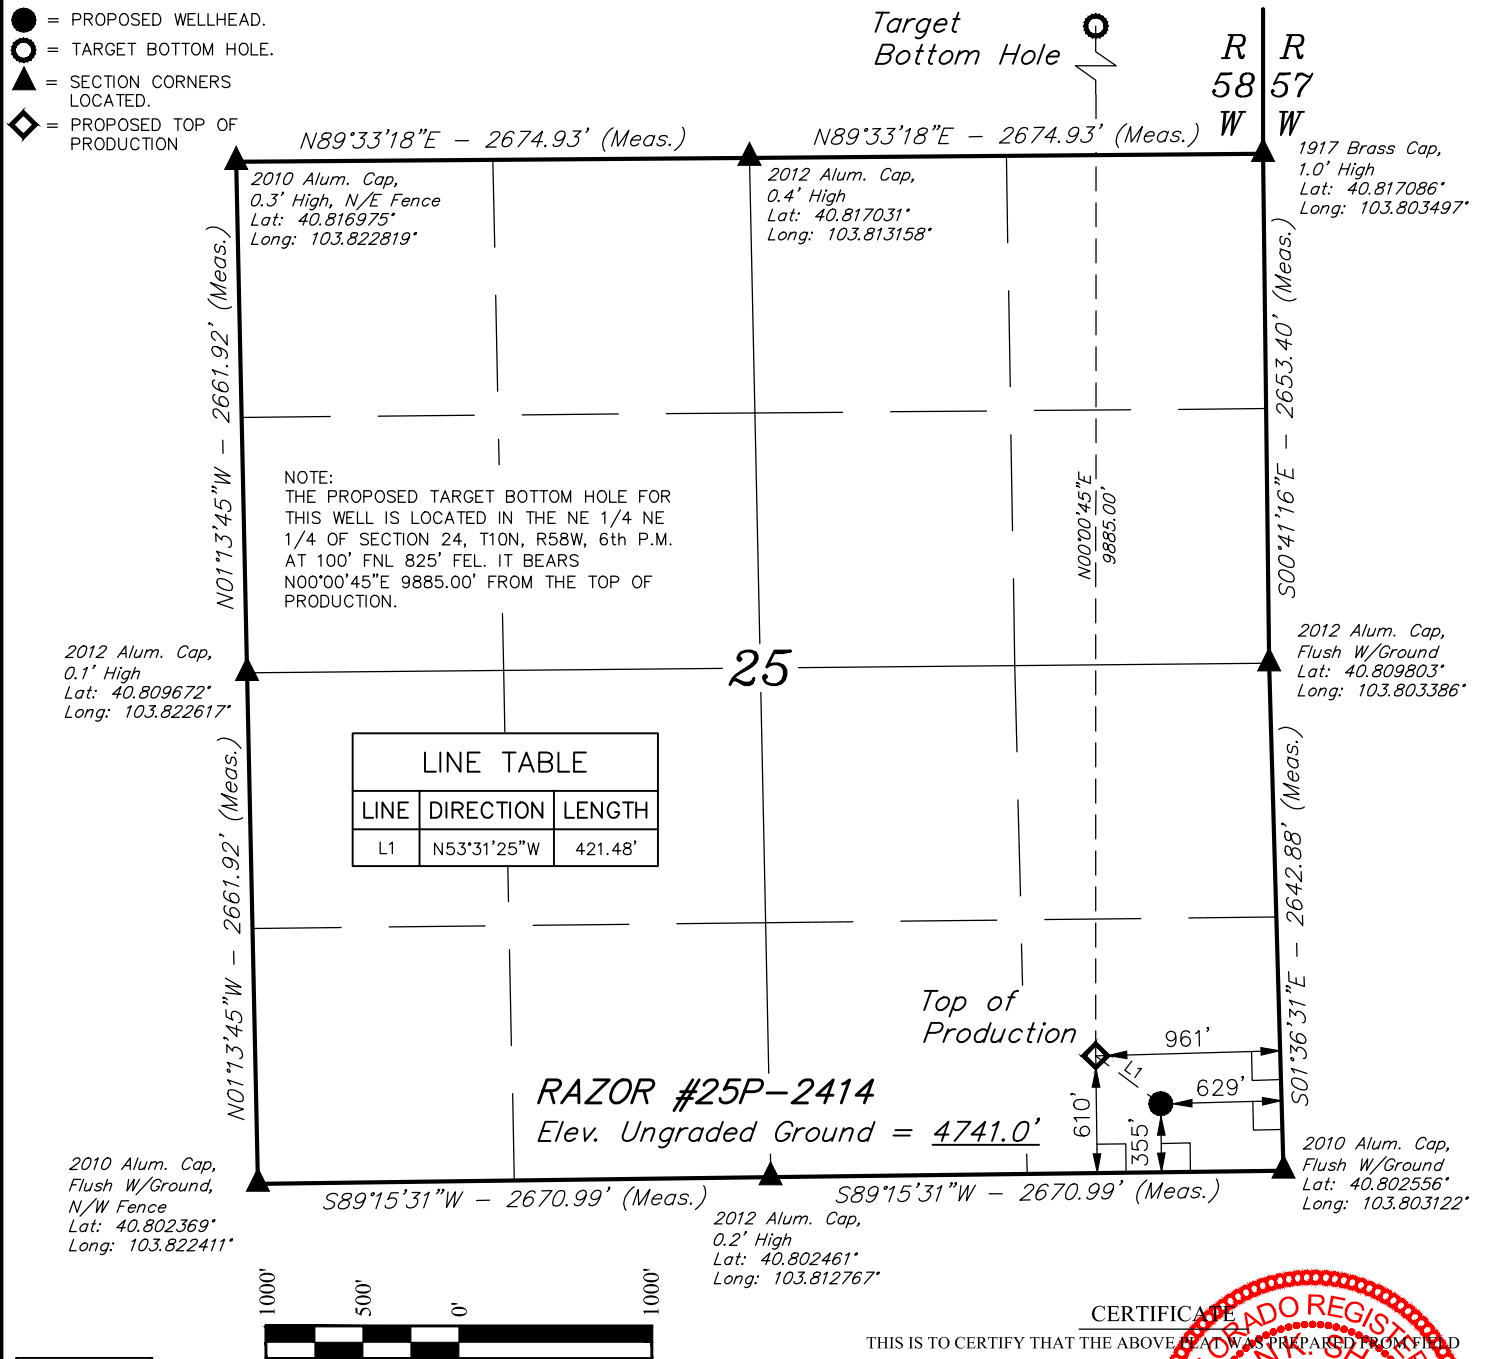 = PROPOSED WELLHEAD.
= TARGET BOTTOM HOLE.
= SECTION CORNERS
LOCATED.
= PROPOSED TOP OF
PRODUCTION
Target
Bottom Hole
R R
58 57
W W
N89°33'18"E - 2674.93' (Meas.)
N89°33'18"E - 2674.93' (Meas.)
2010 Alum. Cap,
0.3' High, N/E Fence
Lat: 40.816975°
Long: 103.822819°
2012 Alum. Cap,
0.4' High
Lat: 40.817031°
Long: 103.813158°
1917 Brass Cap,
1.0' High
Lat: 40.817086°
Long: 103.803497°
N01°13'45"W - 2661.92' (Meas.)
S00°41'16"E - 2653.40' (Meas.)
NOTE:
THE PROPOSED TARGET BOTTOM HOLE FOR
THIS WELL IS LOCATED IN THE NE 1/4 NE
1/4 OF SECTION 24, T10N, R58W, 6th P.M.
AT 100' FNL 825' FEL. IT BEARS
N00°00'45"E 9885.00' FROM THE TOP OF
PRODUCTION.
N00°00'45"E
9885.00'
2012 Alum. Cap,
0.1' High
Lat: 40.809672°
Long: 103.822617°
25
2012 Alum. Cap,
Flush W/Ground
Lat: 40.809803°
Long: 103.803386°
LINE TABLE
LINE DIRECTION LENGTH
L1 N53°31'25"W 421.48'
N01°13'45"W - 2661.92' (Meas.)
S01°36'31"E - 2642.88' (Meas.)
Top of
Production
961'
L1
629'
610'
355'
RAZOR #25P-2414
Elev. Ungraded Ground = 4741.0'
2010 Alum. Cap,
Flush W/Ground,
N/W Fence
Lat: 40.802369°
Long: 103.822411°
S89°15'31"W - 2670.99' (Meas.)
S89°15'31"W - 2670.99' (Meas.)
2012 Alum. Cap,
0.2' High
Lat: 40.802461°
Long: 103.812767°
2010 Alum. Cap,
Flush W/Ground
Lat: 40.802556°
Long: 103.803122°
1000' 500' 0' 1000'
CERTIFICATE
THIS IS TO CERTIFY THAT THE ABOVE PLAT WAS PREPARED FROM FIELD